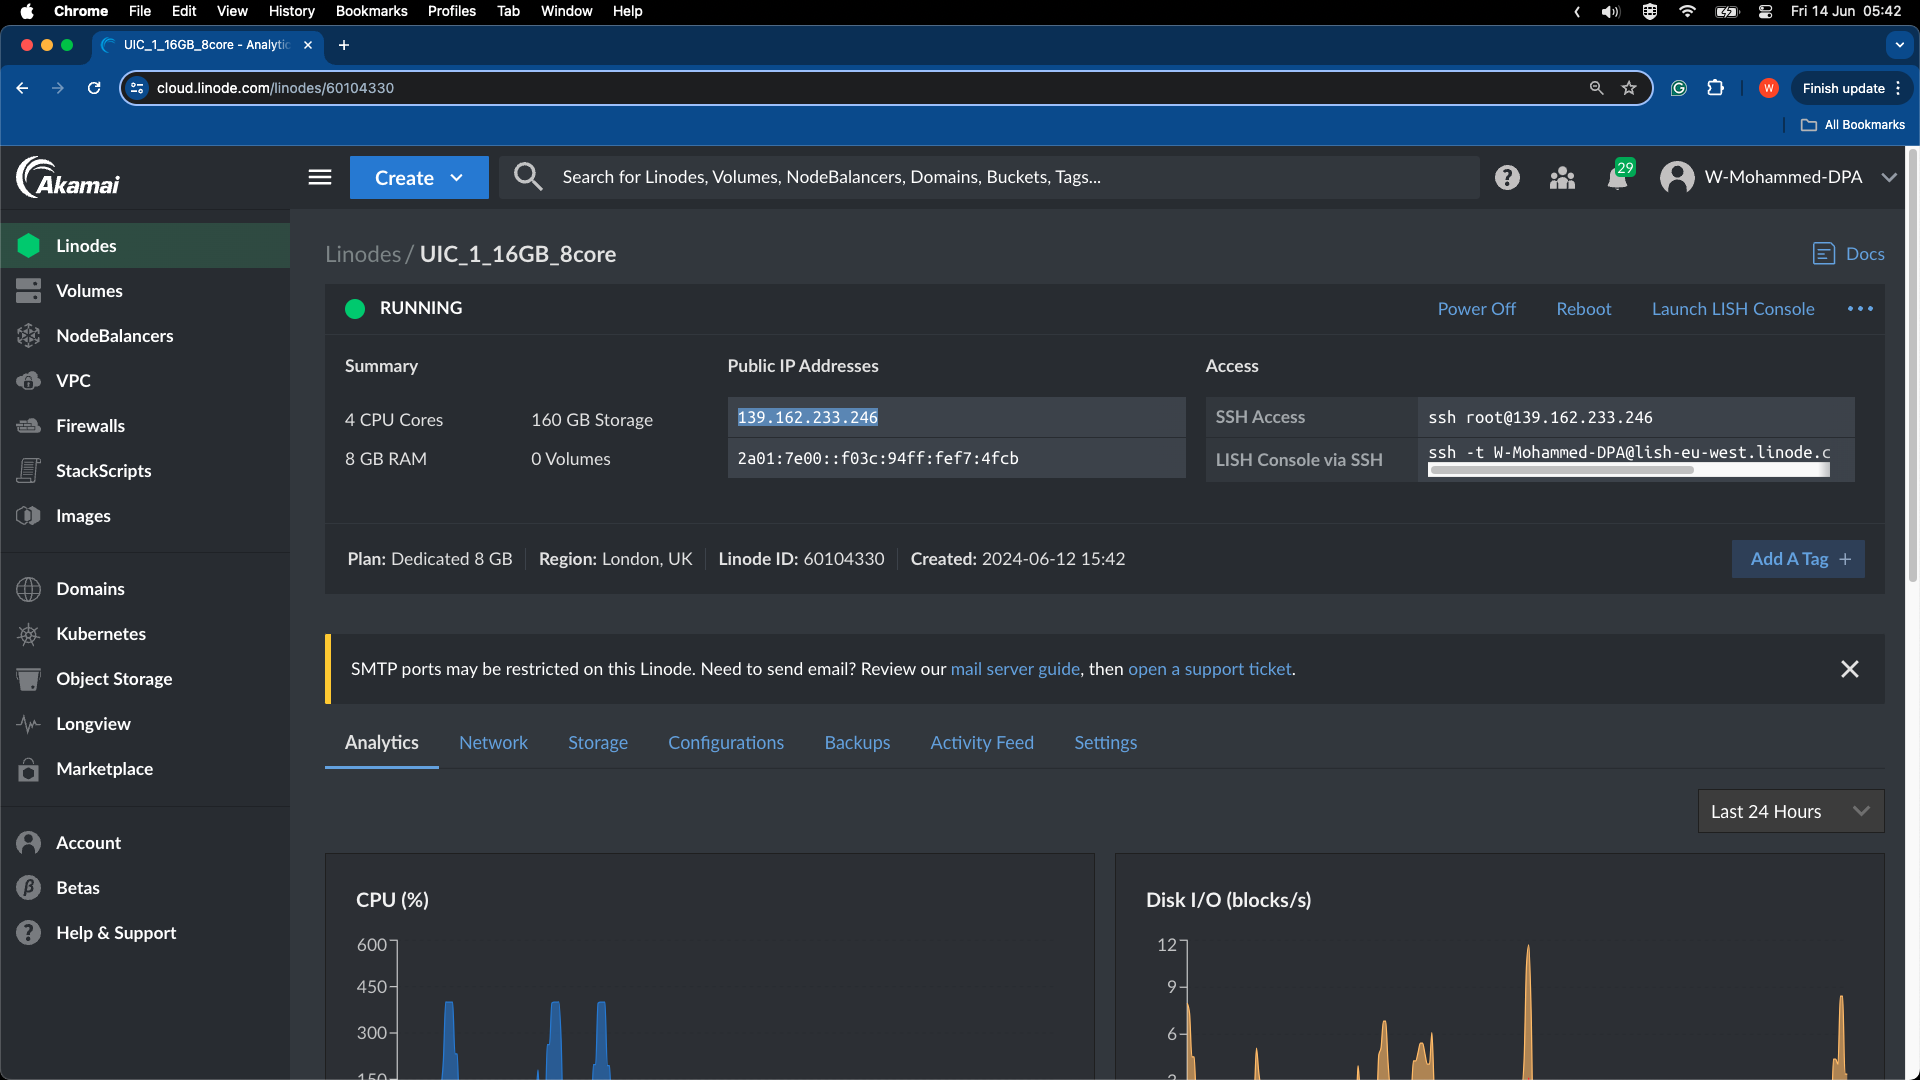 Chrome File Edit View History Bookmarks Profiles Tab Window Help Fri 14 Jun 05:42
UIC_1_16GB_8core - Analytic
cloud.linode.com/linodes/60104330 W Finish update
All Bookmarks
Akamai Create Search for Linodes, Volumes, NodeBalancers, Domains, Buckets, Tags... 29 W-Mohammed-DPA
Linodes
Volumes
NodeBalancers
VPC
Firewalls
StackScripts
Images
Domains
Kubernetes
Object Storage
Longview
Marketplace
Account
Betas
Help & Support
Linodes / UIC_1_16GB_8core Docs
RUNNING Power Off Reboot Launch LISH Console
Summary Public IP Addresses Access
4 CPU Cores 160 GB Storage 139.162.233.246 SSH Access ssh root@139.162.233.246
8 GB RAM 0 Volumes 2a01:7e00::f03c:94ff:fef7:4fcb LISH Console via SSH ssh -t W-Mohammed-DPA@lish-eu-west.linode.c
Plan: Dedicated 8 GB Region: London, UK Linode ID: 60104330 Created: 2024-06-12 15:42 Add A Tag +
SMTP ports may be restricted on this Linode. Need to send email? Review our mail server guide, then open a support ticket.
Analytics Network Storage Configurations Backups Activity Feed Settings
Last 24 Hours
CPU (%)
600
450
300
150
Disk I/O (blocks/s)
12
9
6